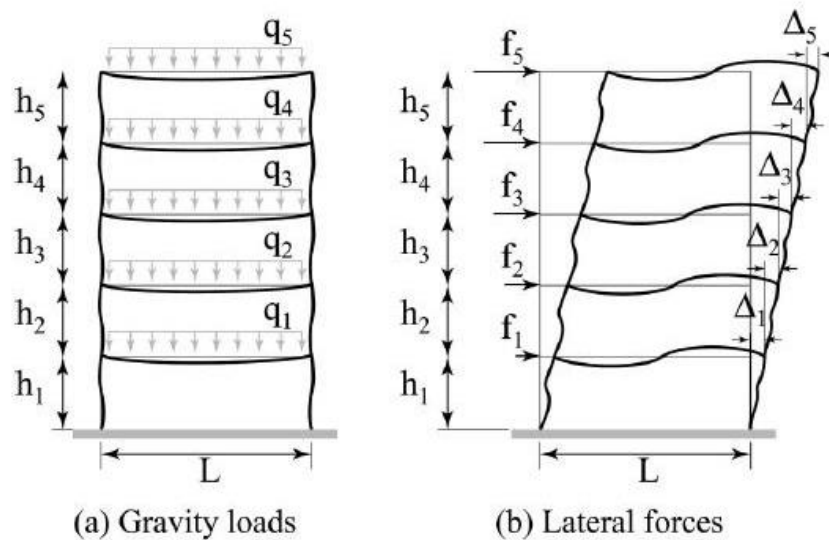 q₅
h₅
q₄
h₄
q₃
h₃
q₂
h₂
q₁
h₁
L
(a) Gravity loads
Δ₅
f₅
h₅
Δ₄
f₄
h₄
Δ₃
f₃
h₃
Δ₂
f₂
h₂
Δ₁
f₁
h₁
L
(b) Lateral forces